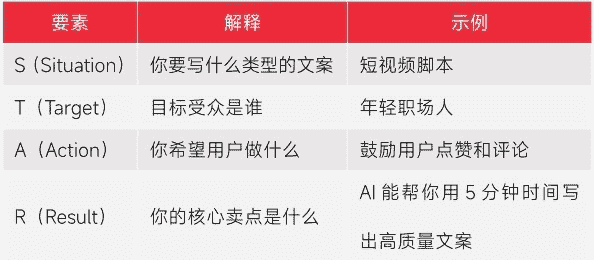 要素 解释 示例
S（Situation） 你要写什么类型的文案 短视频脚本
T（Target） 目标受众是谁 年轻职场人
A（Action） 你希望用户做什么 鼓励用户点赞和评论
R（Result） 你的核心卖点是什么 AI 能帮你用 5 分钟时间写
出高质量文案